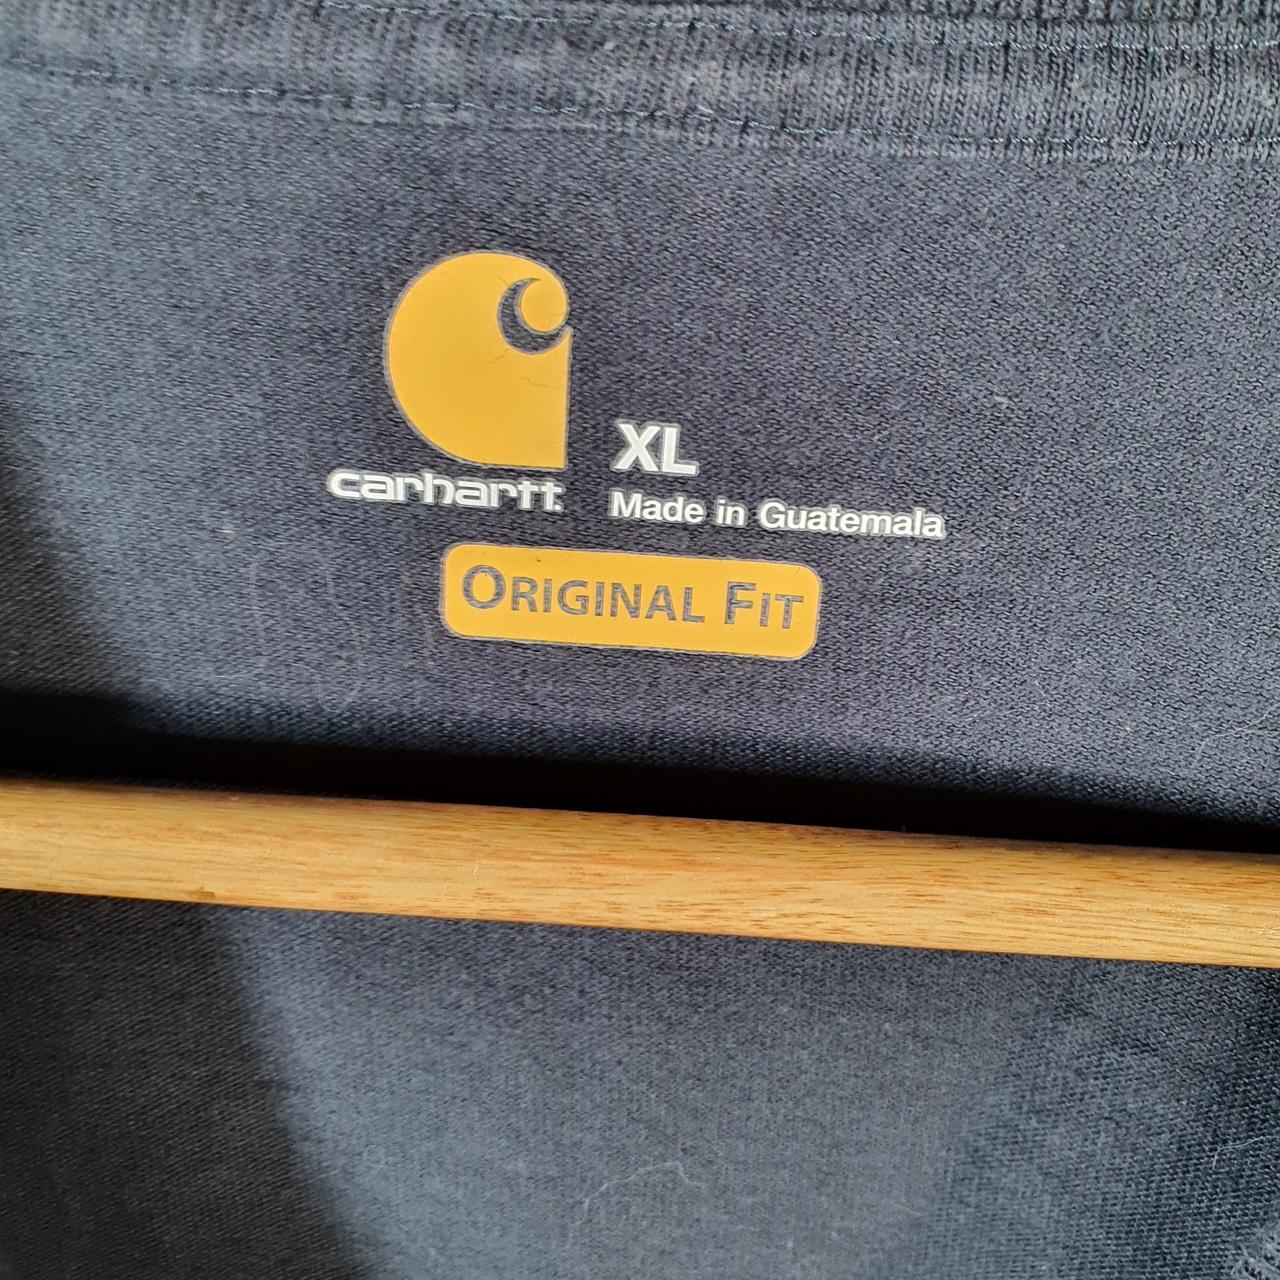 carhartt.
XL
Made in Guatemala
ORIGINAL FIT